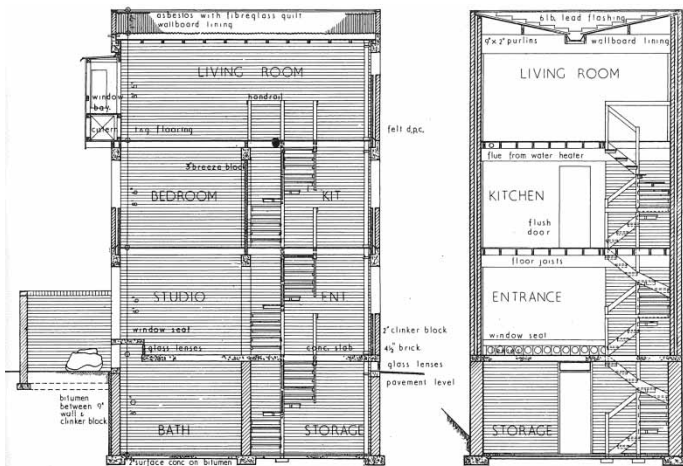 asbestos with fibreglass quilt
wallboard lining
LIVING ROOM
window
bay
handrail
cistern
t.n.g. flooring
felt d.p.c.
3" breeze block
BEDROOM
KIT
STUDIO
ENT.
window seat
glass lenses
conc. slab
2" clinker block
4½" brick
glass lenses
pavement level
bitumen
between 9"
wall &
clinker block
BATH
STORAGE
2" surface conc on bitumen
6lb. lead flashing
9" x 2" purlins
wallboard lining
LIVING ROOM
flue from water heater
KITCHEN
flush
door
floor joists
ENTRANCE
window seat
STORAGE